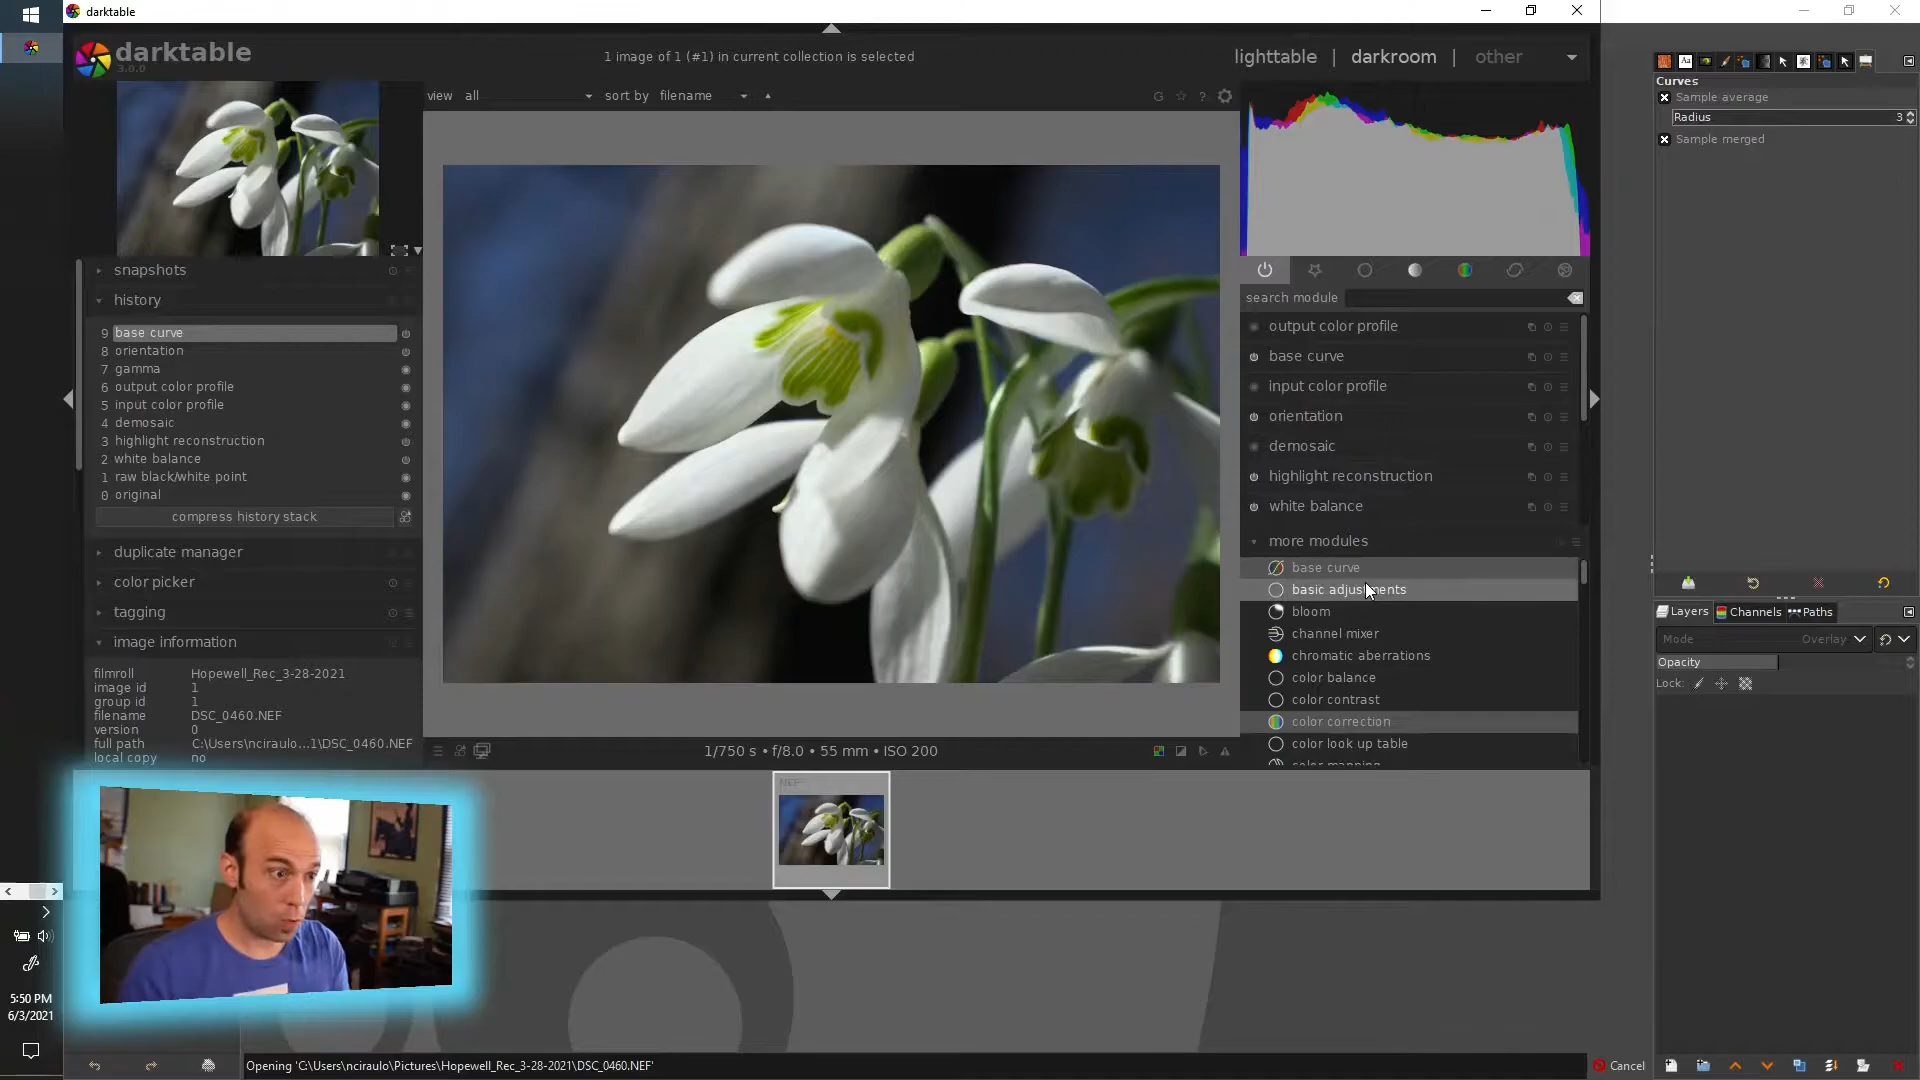 darktable
darktable
3.0.0
1 image of 1 (#1) in current collection is selected
lighttable | darkroom | other
view all sort by filename
G ☆ ?
Curves
Sample average
Radius 3
Sample merged
search module
snapshots
history
9 base curve
8 orientation
7 gamma
6 output color profile
5 input color profile
4 demosaic
3 highlight reconstruction
2 white balance
1 raw black/white point
0 original
compress history stack
duplicate manager
color picker
tagging
image information
filmroll Hopewell_Rec_3-28-2021
image id 1
group id 1
filename DSC_0460.NEF
version 0
full path C:\Users\nciraulo...1\DSC_0460.NEF
local copy no
output color profile
base curve
input color profile
orientation
demosaic
highlight reconstruction
white balance
more modules
base curve
basic adjustments
bloom
channel mixer
chromatic aberrations
color balance
color contrast
color correction
color look up table
color mapping
1/750 s • f/8.0 • 55 mm • ISO 200
NEF
Layers Channels Paths
Mode Overlay
Opacity
Lock:
5:50 PM
6/3/2021
Opening 'C:\Users\nciraulo\Pictures\Hopewell_Rec_3-28-2021\DSC_0460.NEF'
Cancel